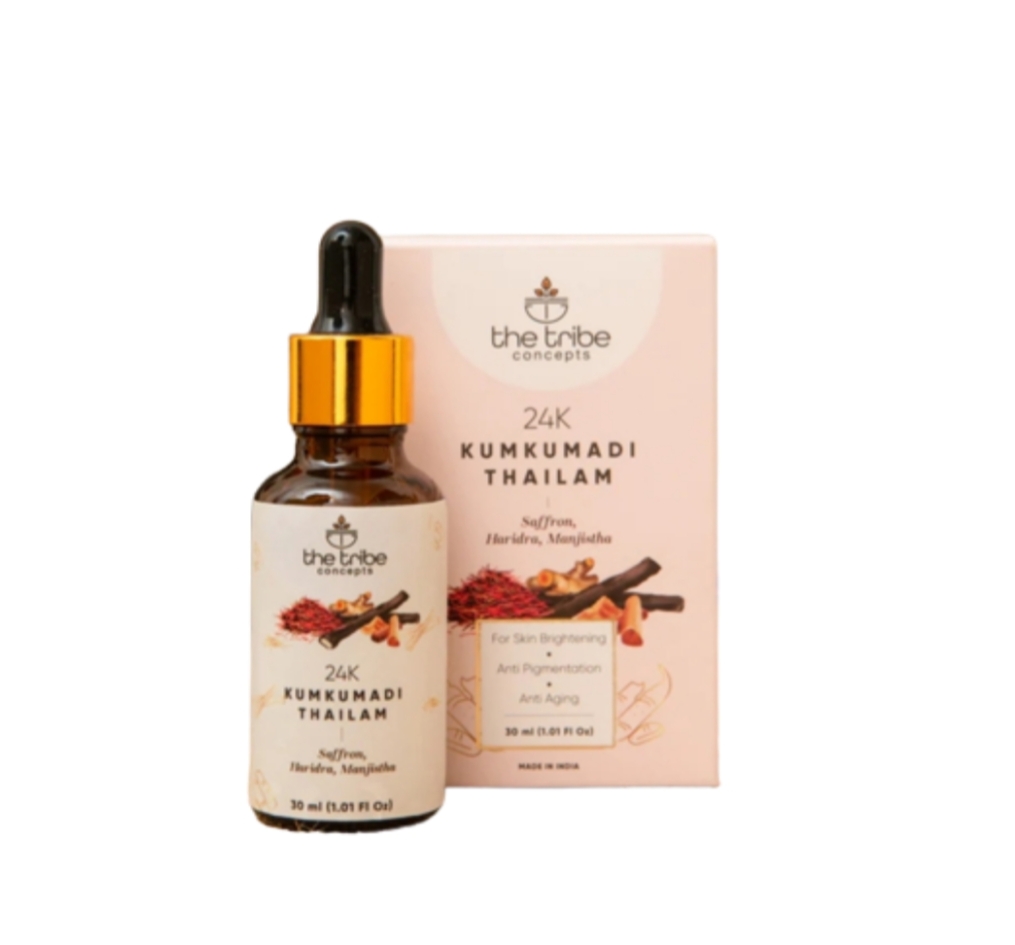 the tribe
concepts
24K
KUMKUMADI
THAILAM
Saffron,
Haridra, Manjistha
For Skin Brightening
•
Anti Pigmentation
•
Anti Aging
30 ml (1.01 Fl Oz)
MADE IN INDIA
the tribe
concepts
24K
KUMKUMADI
THAILAM
Saffron,
Haridra, Manjistha
30 ml (1.01 Fl Oz)